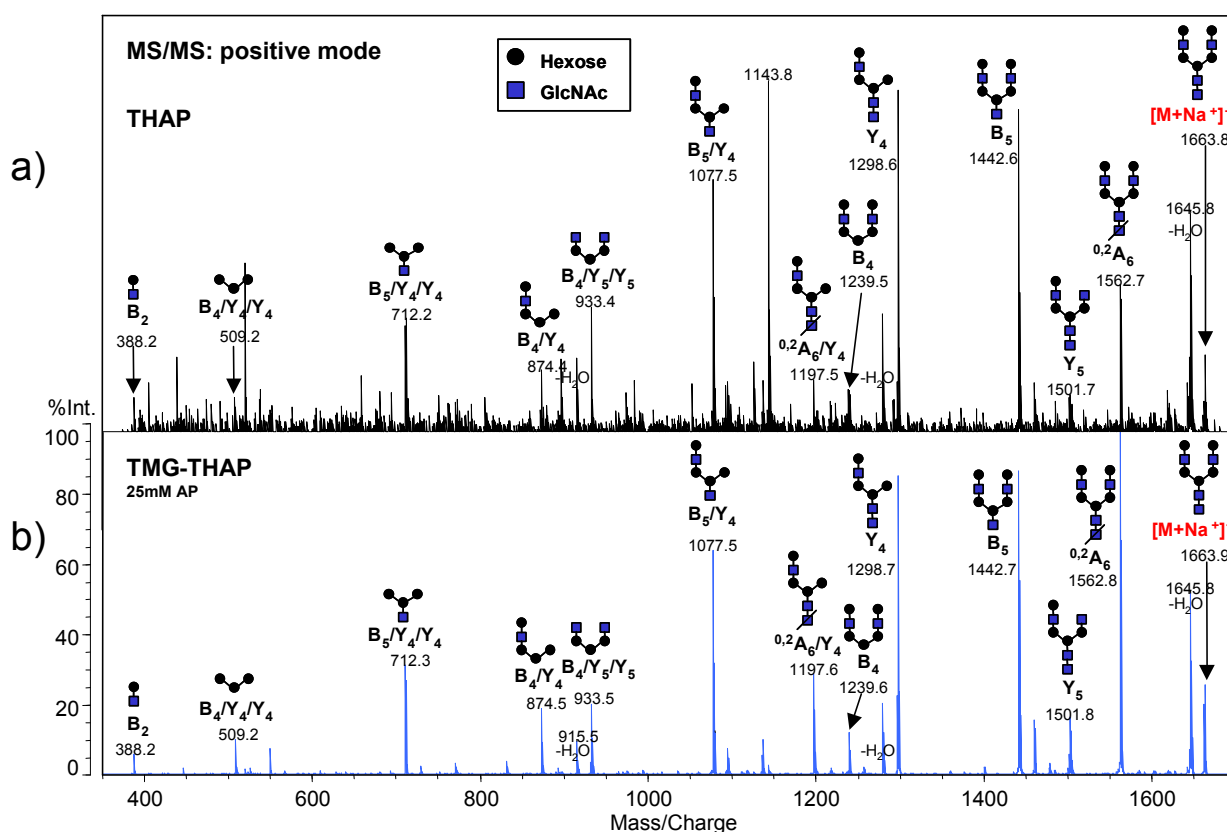 MS/MS: positive mode
Hexose
GlcNAc
THAP
a)
B2
388.2
B4/Y4/Y4
509.2
B5/Y4/Y4
712.2
B4/Y4
874.4
-H2O
B4/Y5/Y5
933.4
B5/Y4
1077.5
1143.8
0,2A6/Y4
1197.5
B4
1239.5
-H2O
Y4
1298.6
B5
1442.6
Y5
1501.7
0,2A6
1562.7
1645.8
-H2O
[M+Na+]+
1663.8
%Int.
100
80
60
40
20
0
TMG-THAP
25mM AP
b)
B2
388.2
B4/Y4/Y4
509.2
B5/Y4/Y4
712.3
B4/Y4
874.5
915.5
-H2O
B4/Y5/Y5
933.5
B5/Y4
1077.5
0,2A6/Y4
1197.6
B4
1239.6
-H2O
Y4
1298.7
B5
1442.7
Y5
1501.8
0,2A6
1562.8
1645.8
-H2O
[M+Na+]+
1663.9
400 600 800 1000 1200 1400 1600
Mass/Charge